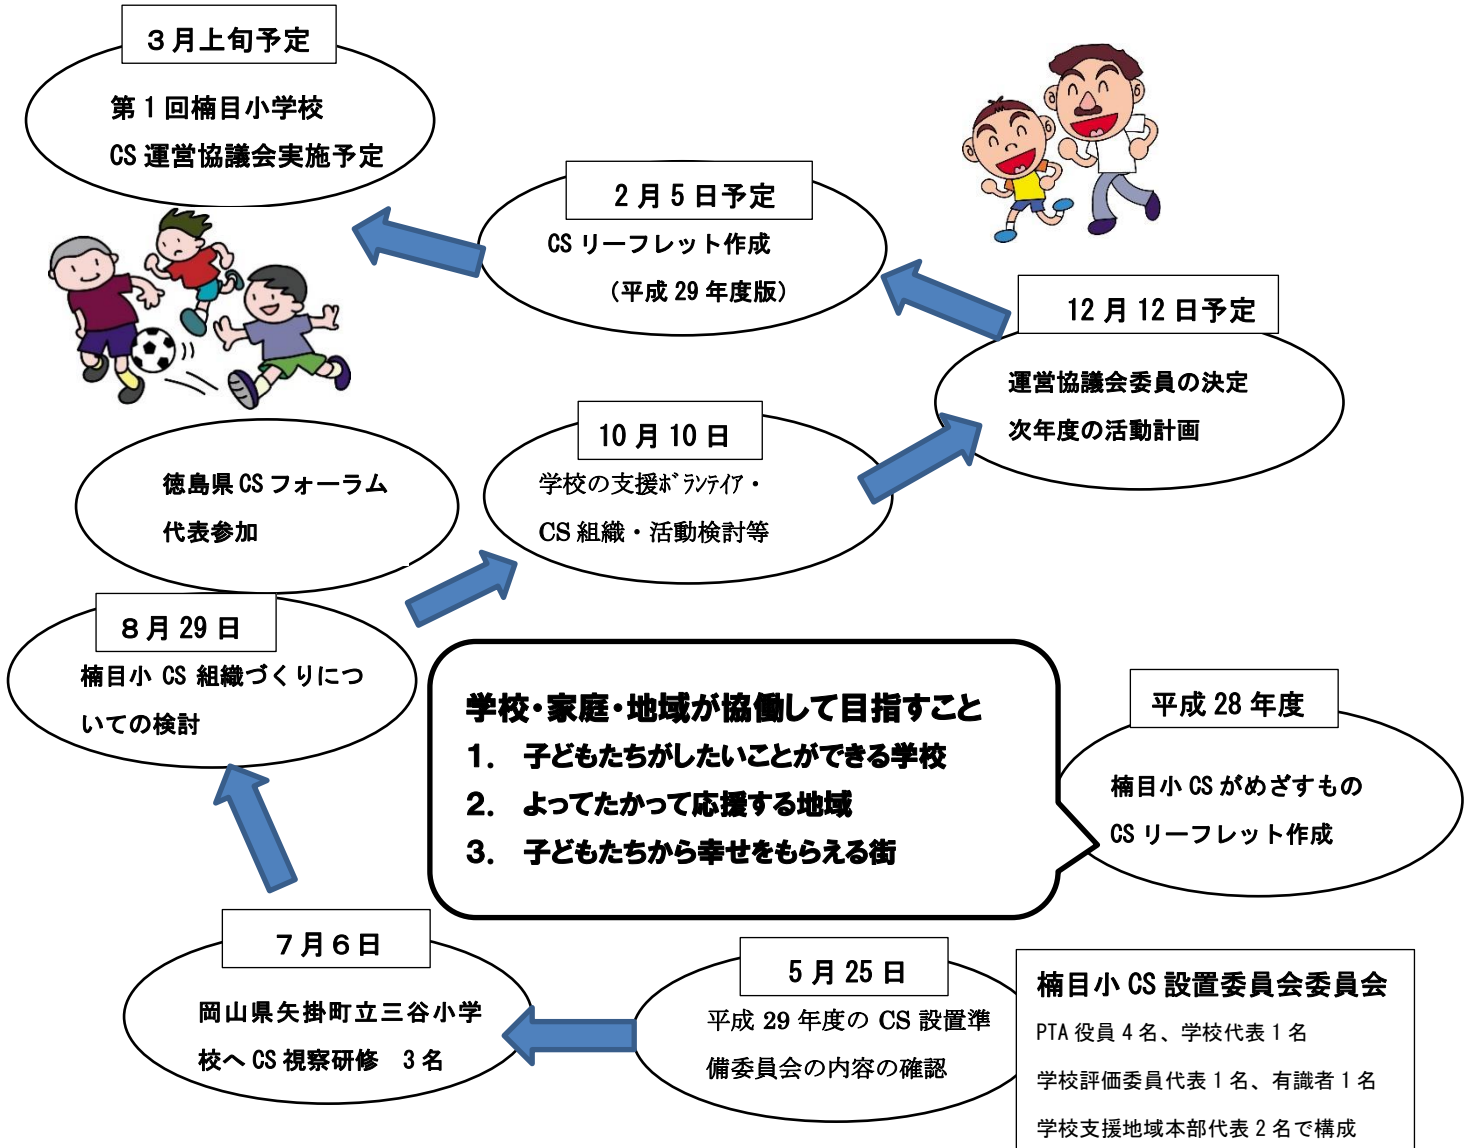 ３月上旬予定
第１回楠目小学校
CS 運営協議会実施予定
２月５日予定
CS リーフレット作成
（平成 29 年度版）
12 月 12 日予定
運営協議会委員の決定
次年度の活動計画
10 月 10 日
学校の支援ﾎﾞﾗﾝﾃｲｱ・
CS 組織・活動検討等
徳島県 CS フォーラム
代表参加
８月 29 日
楠目小 CS 組織づくりにつ
いての検討
学校・家庭・地域が協働して目指すこと
１． 子どもたちがしたいことができる学校
２． よってたかって応援する地域
３． 子どもたちから幸せをもらえる街
平成 28 年度
楠目小 CS がめざすもの
CS リーフレット作成
７月６日
岡山県矢掛町立三谷小学
校へ CS 視察研修　３名
５月 25 日
平成 29 年度の CS 設置準
備委員会の内容の確認
楠目小 CS 設置委員会委員会
PTA 役員 4 名、学校代表 1 名
学校評価委員代表 1 名、有識者 1 名
学校支援地域本部代表 2 名で構成